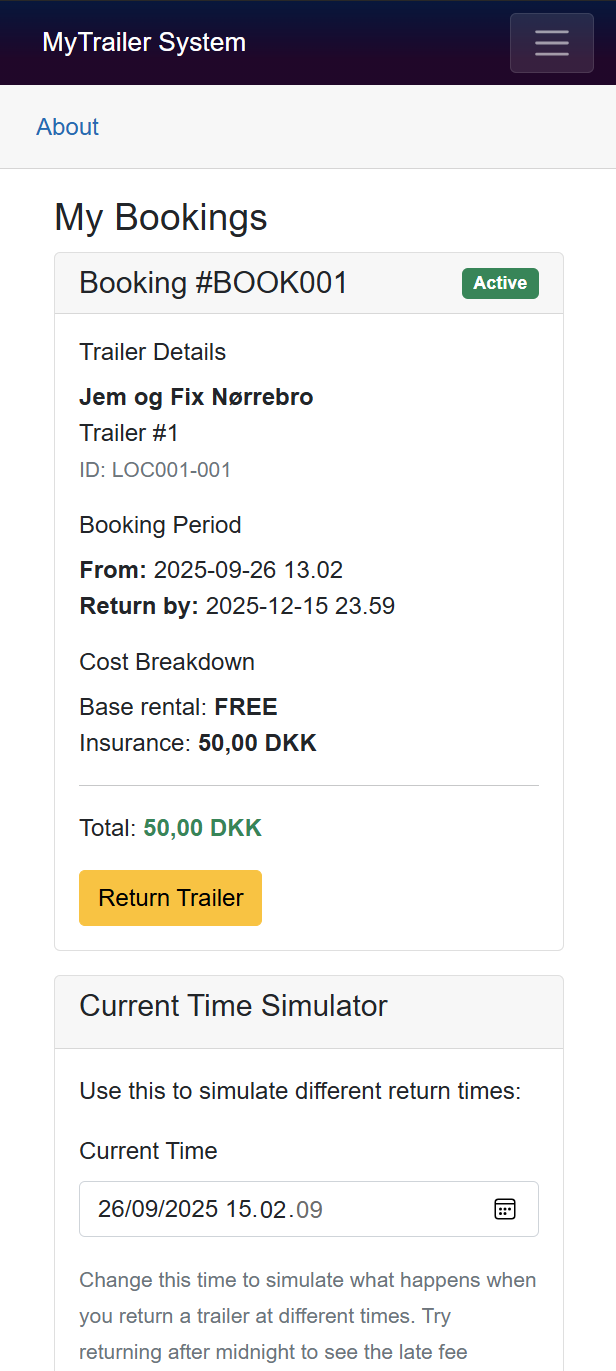 MyTrailer System
About
My Bookings
Booking #BOOK001
Active
Trailer Details
Jem og Fix Nørrebro
Trailer #1
ID: LOC001-001
Booking Period
From: 2025-09-26 13.02
Return by: 2025-12-15 23.59
Cost Breakdown
Base rental: FREE
Insurance: 50,00 DKK
Total: 50,00 DKK
Return Trailer
Current Time Simulator
Use this to simulate different return times:
Current Time
26/09/2025 15.02.09
Change this time to simulate what happens when
you return a trailer at different times. Try
returning after midnight to see the late fee